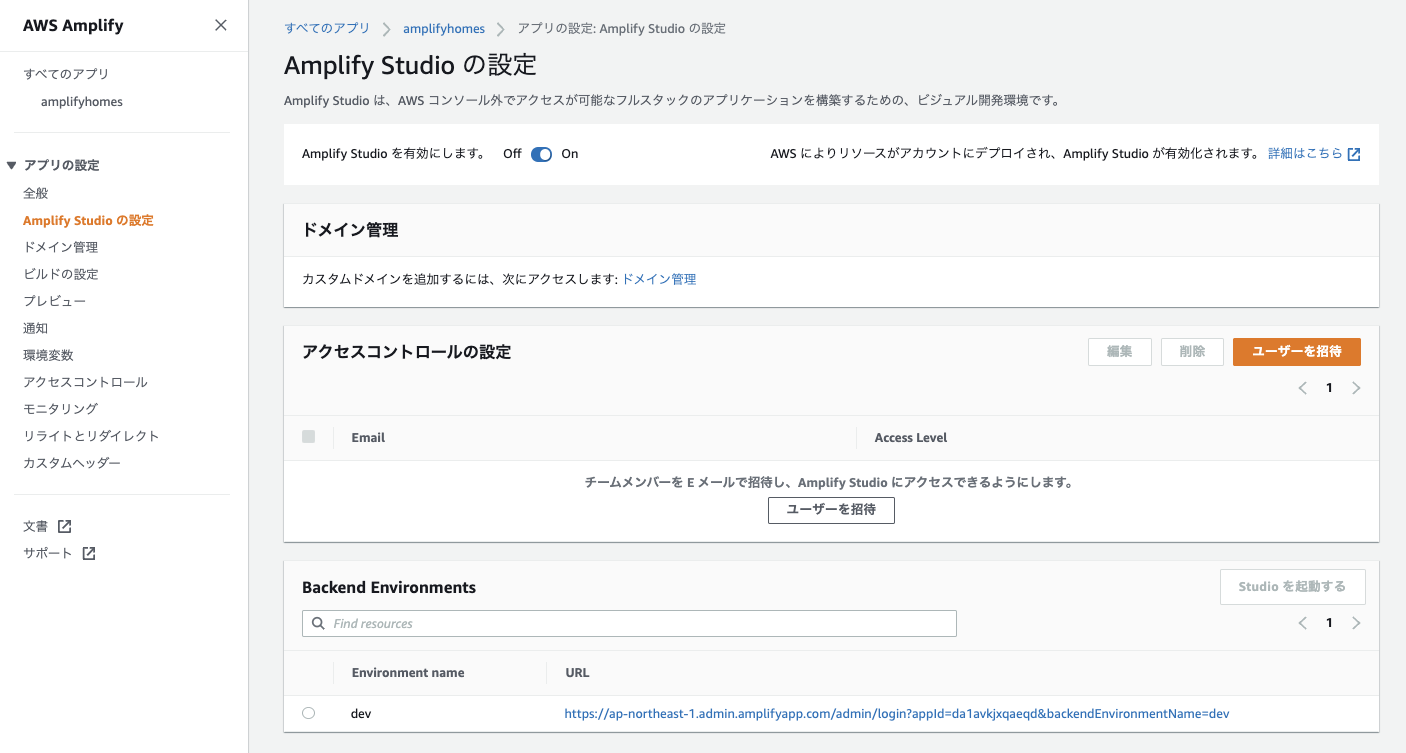 AWS Amplify
すべてのアプリ
amplifyhomes
アプリの設定
全般
Amplify Studio の設定
ドメイン管理
ビルドの設定
プレビュー
通知
環境変数
アクセスコントロール
モニタリング
リライトとリダイレクト
カスタムヘッダー
文書
サポート
すべてのアプリ amplifyhomes アプリの設定: Amplify Studio の設定
Amplify Studio の設定
Amplify Studio は、AWS コンソール外でアクセスが可能なフルスタックのアプリケーションを構築するための、ビジュアル開発環境です。
Amplify Studio を有効にします。 Off On AWS によりリソースがアカウントにデプロイされ、Amplify Studio が有効化されます。 詳細はこちら
ドメイン管理
カスタムドメインを追加するには、次にアクセスします: ドメイン管理
アクセスコントロールの設定 編集 削除 ユーザーを招待
1
Email Access Level
チームメンバーを E メールで招待し、Amplify Studio にアクセスできるようにします。
ユーザーを招待
Backend Environments Studio を起動する
Find resources 1
Environment name URL
dev https://ap-northeast-1.admin.amplifyapp.com/admin/login?appId=da1avkjxqaeqd&backendEnvironmentName=dev